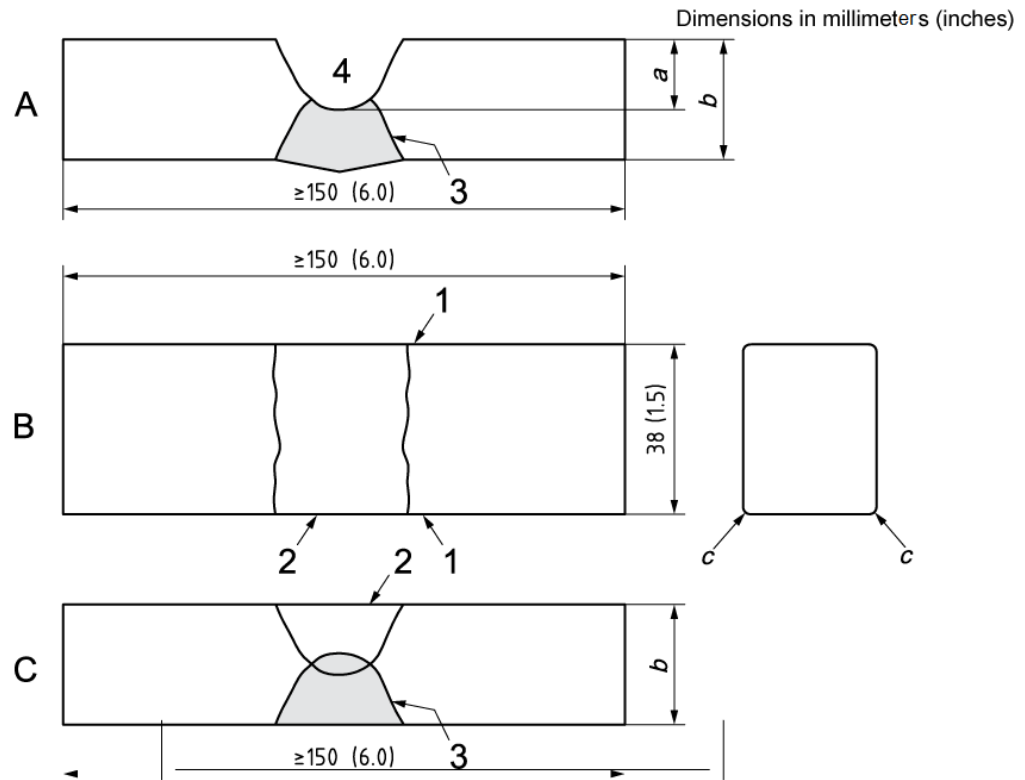 Dimensions in millimeters (inches)
A
4
a
b
3
≥150 (6.0)
≥150 (6.0)
1
B
38 (1.5)
2
1
c
c
2
C
b
3
≥150 (6.0)